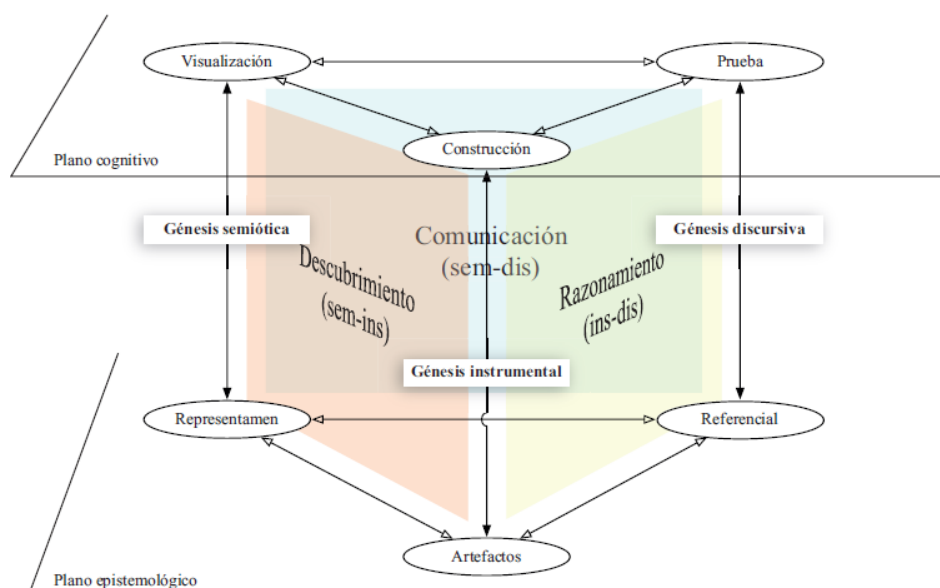 Visualización
Prueba
Construcción
Plano cognitivo
Génesis semiótica
Génesis discursiva
Comunicación
(sem-dis)
Descubrimiento
(sem-ins)
Razonamiento
(ins-dis)
Génesis instrumental
Representamen
Referencial
Artefactos
Plano epistemológico